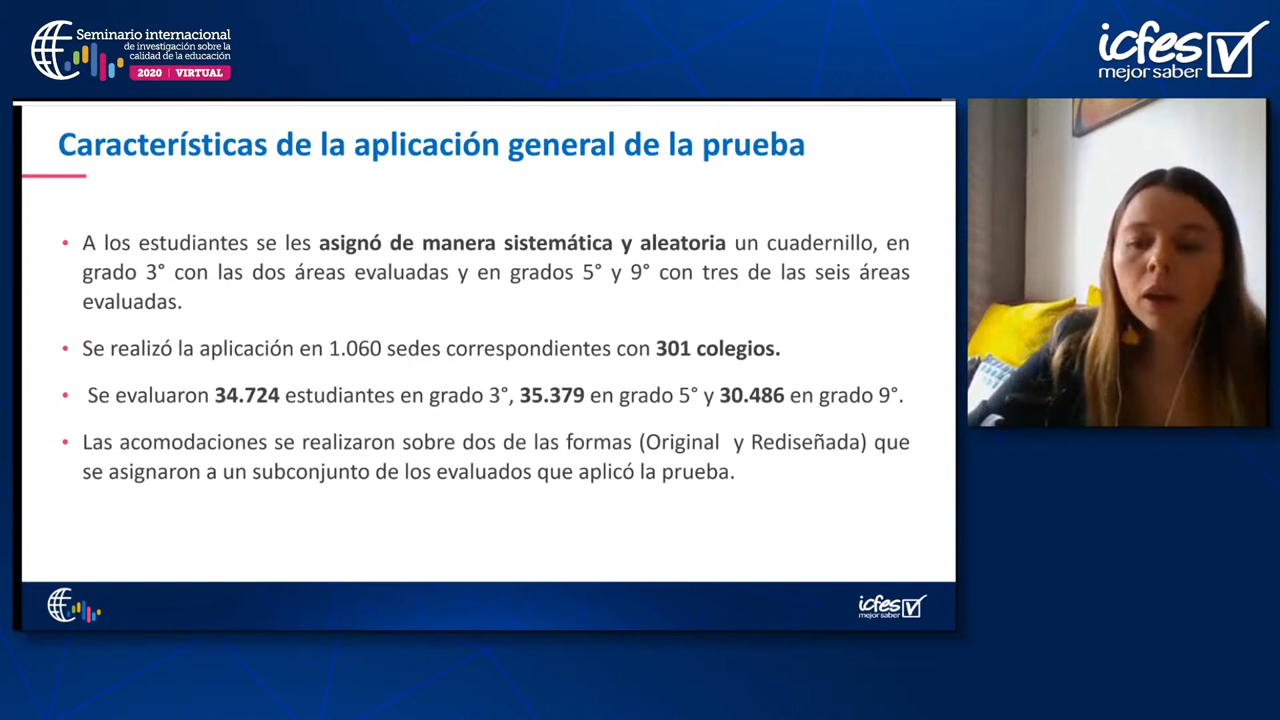 Seminario internacional
de investigación sobre la
calidad de la educación
2020 | VIRTUAL
icfes
mejor saber
Características de la aplicación general de la prueba
• A los estudiantes se les asignó de manera sistemática y aleatoria un cuadernillo, en
grado 3° con las dos áreas evaluadas y en grados 5° y 9° con tres de las seis áreas
evaluadas.
• Se realizó la aplicación en 1.060 sedes correspondientes con 301 colegios.
• Se evaluaron 34.724 estudiantes en grado 3°, 35.379 en grado 5° y 30.486 en grado 9°.
• Las acomodaciones se realizaron sobre dos de las formas (Original y Rediseñada) que
se asignaron a un subconjunto de los evaluados que aplicó la prueba.
icfes
mejor saber